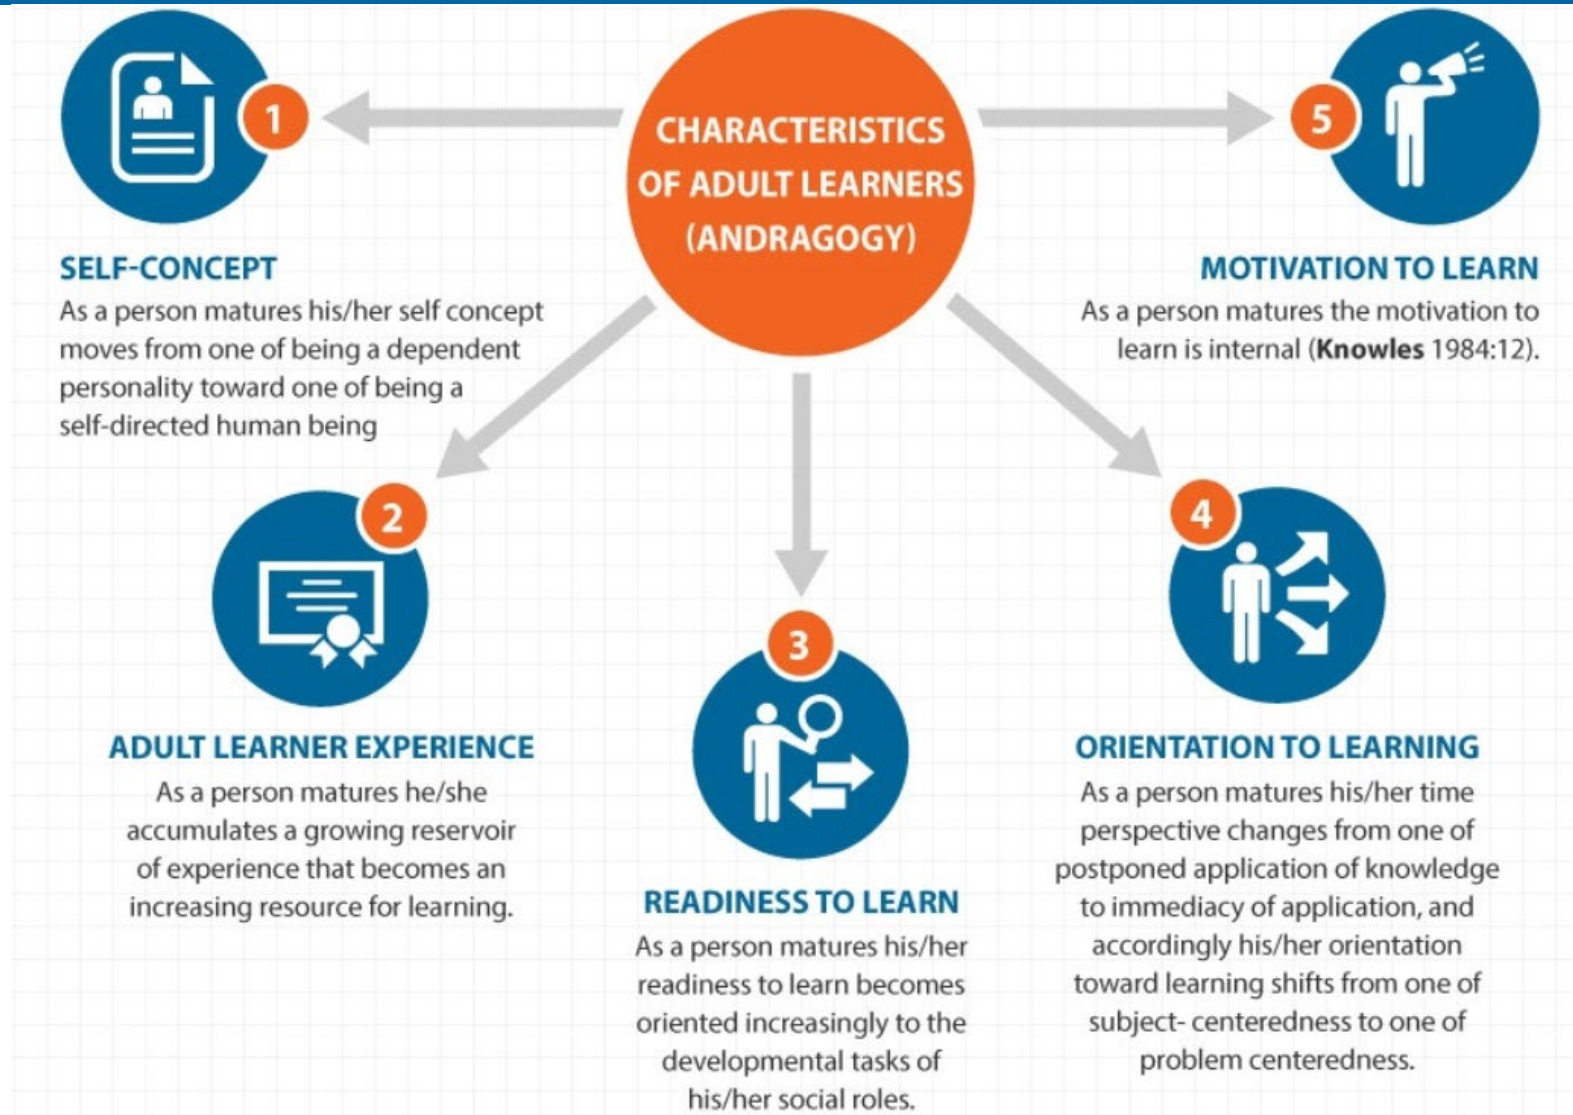 CHARACTERISTICS
OF ADULT LEARNERS
(ANDRAGOGY)
1
SELF-CONCEPT
As a person matures his/her self concept
moves from one of being a dependent
personality toward one of being a
self-directed human being
2
ADULT LEARNER EXPERIENCE
As a person matures he/she
accumulates a growing reservoir
of experience that becomes an
increasing resource for learning.
3
READINESS TO LEARN
As a person matures his/her
readiness to learn becomes
oriented increasingly to the
developmental tasks of
his/her social roles.
4
ORIENTATION TO LEARNING
As a person matures his/her time
perspective changes from one of
postponed application of knowledge
to immediacy of application, and
accordingly his/her orientation
toward learning shifts from one of
subject- centeredness to one of
problem centeredness.
5
MOTIVATION TO LEARN
As a person matures the motivation to
learn is internal (Knowles 1984:12).